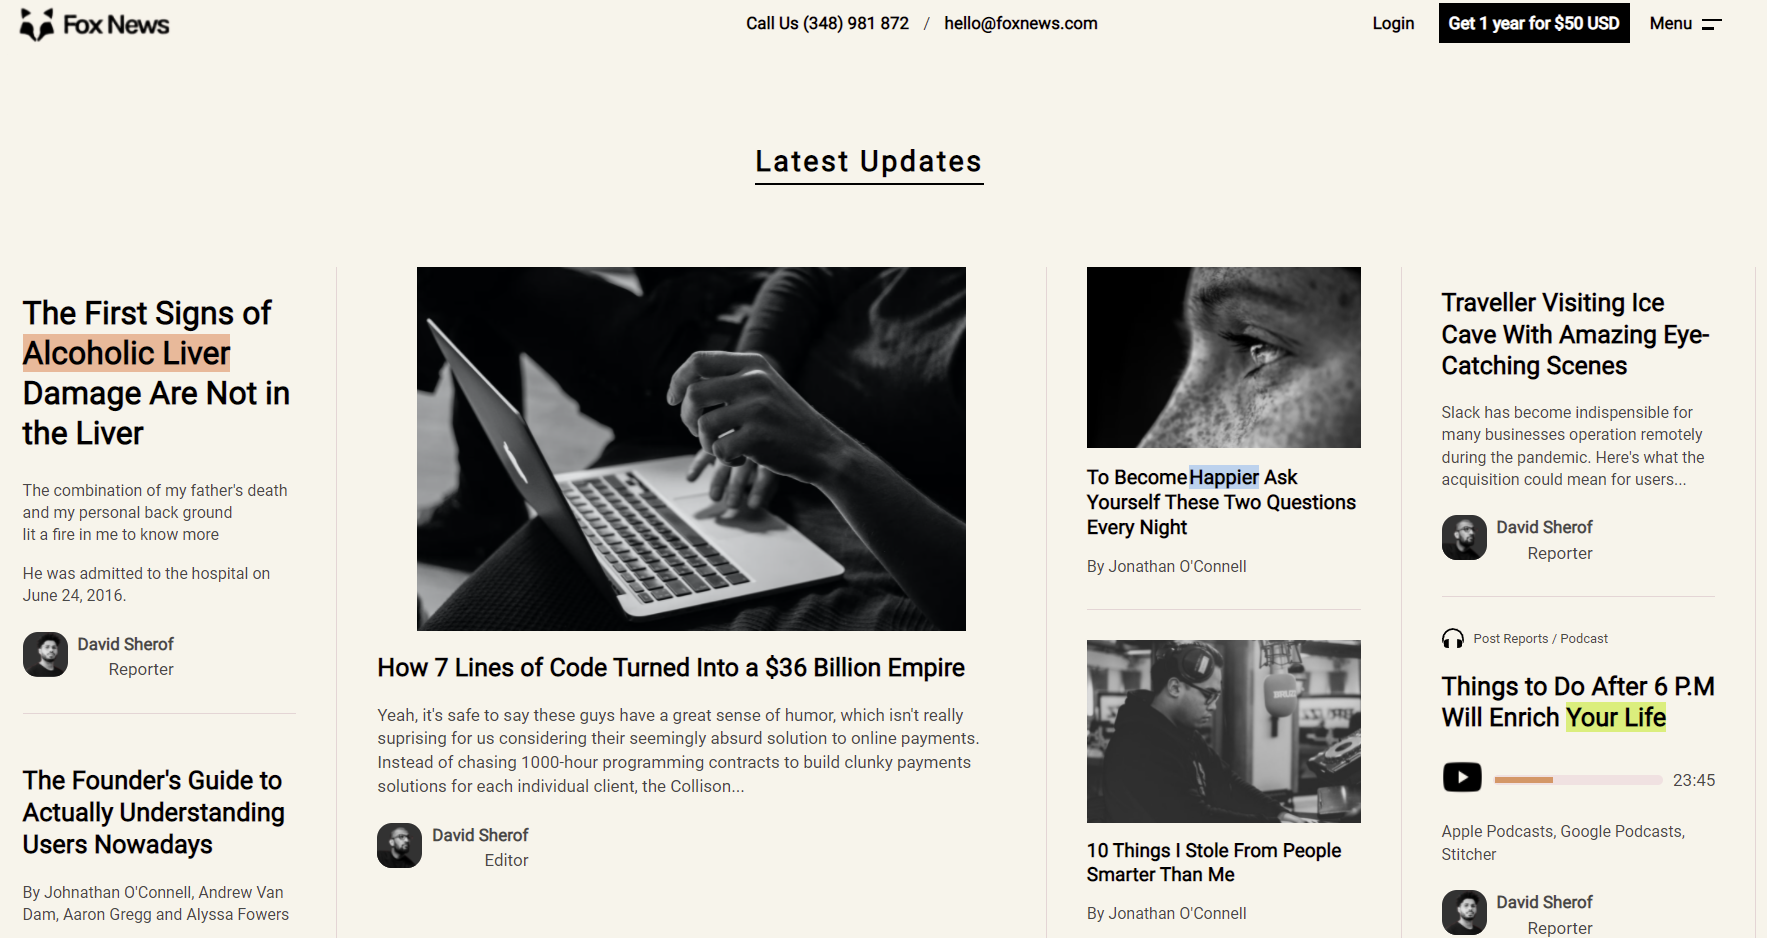 Fox News
Call Us (348) 981 872 / hello@foxnews.com
Login
Get 1 year for $50 USD
Menu
Latest Updates
The First Signs of
Alcoholic Liver
Damage Are Not in
the Liver
The combination of my father's death
and my personal back ground
lit a fire in me to know more
He was admitted to the hospital on
June 24, 2016.
David Sherof
Reporter
The Founder's Guide to
Actually Understanding
Users Nowadays
By Johnathan O'Connell, Andrew Van
Dam, Aaron Gregg and Alyssa Fowers
How 7 Lines of Code Turned Into a $36 Billion Empire
Yeah, it's safe to say these guys have a great sense of humor, which isn't really
suprising for us considering their seemingly absurd solution to online payments.
Instead of chasing 1000-hour programming contracts to build clunky payments
solutions for each individual client, the Collison...
David Sherof
Editor
To Become Happier Ask
Yourself These Two Questions
Every Night
By Jonathan O'Connell
10 Things I Stole From People
Smarter Than Me
By Jonathan O'Connell
Traveller Visiting Ice
Cave With Amazing Eye-
Catching Scenes
Slack has become indispensible for
many businesses operation remotely
during the pandemic. Here's what the
acquisition could mean for users...
David Sherof
Reporter
Post Reports / Podcast
Things to Do After 6 P.M
Will Enrich Your Life
23:45
Apple Podcasts, Google Podcasts,
Stitcher
David Sherof
Reporter